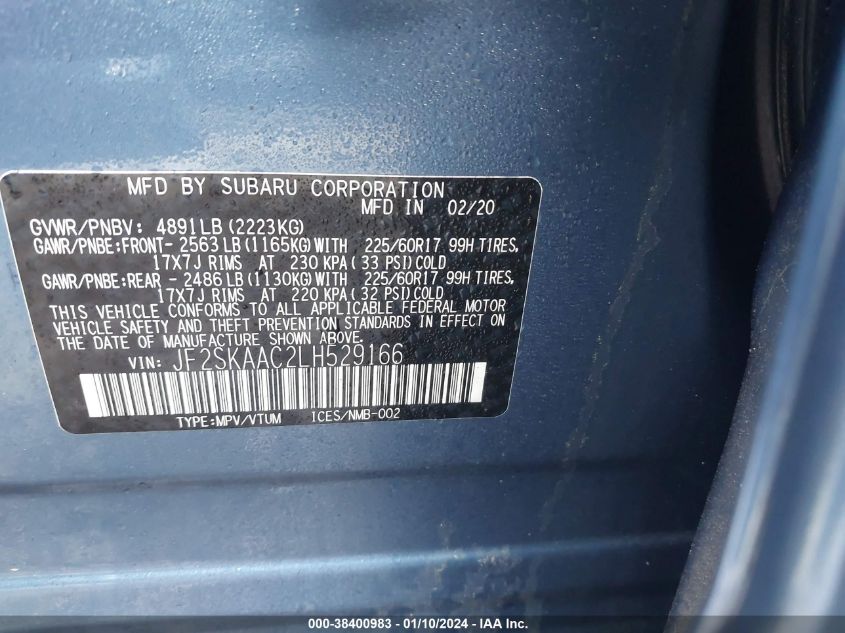 MFD BY SUBARU CORPORATION
MFD IN 02/20
GVWR/PNBV: 4891LB (2223KG)
GAWR/PNBE:FRONT- 2563 LB (1165KG) WITH 225/60R17 99H TIRES,
17X7J RIMS AT 230 KPA ( 33 PSI) COLD
GAWR/PNBE:REAR - 2486 LB (1130KG) WITH 225/60R17 99H TIRES,
17X7J RIMS AT 220 KPA ( 32 PSI) COLD
THIS VEHICLE CONFORMS TO ALL APPLICABLE FEDERAL MOTOR
VEHICLE SAFETY AND THEFT PREVENTION STANDARDS IN EFFECT ON
THE DATE OF MANUFACTURE SHOWN ABOVE.
VIN: JF2SKAAC2LH529166
TYPE:MPV/VTUM ICES/NMB-002
000-38400983 - 01/10/2024 - IAAI.COM